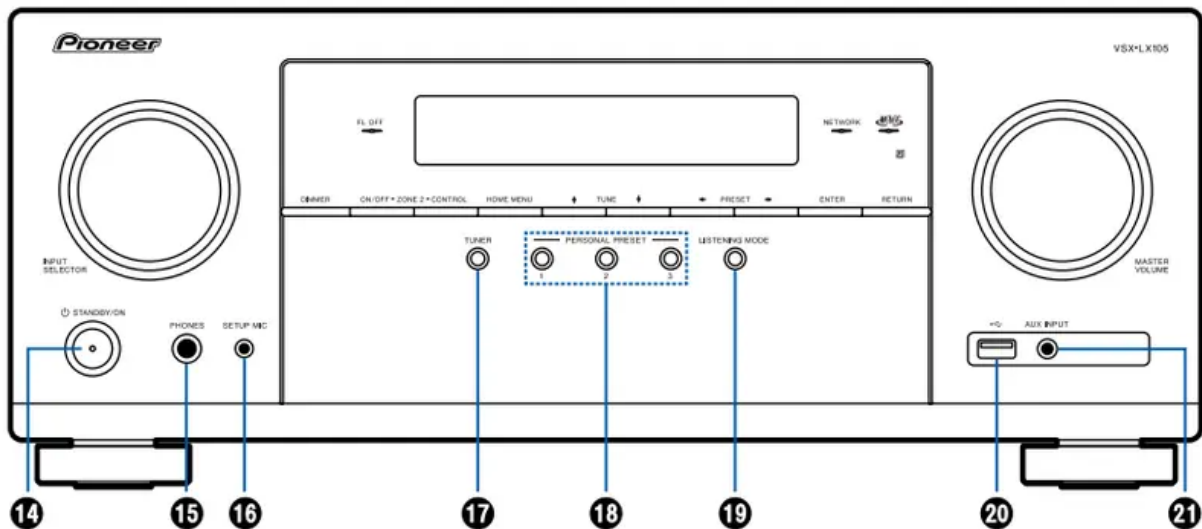 Pioneer
VSX-LX105
FL OFF
NETWORK
DIMMER ON/OFF • ZONE 2 • CONTROL HOME MENU TUNE PRESET ENTER RETURN
TUNER PERSONAL PRESET LISTENING MODE
1 2 3
INPUT
SELECTOR
MASTER
VOLUME
STANDBY/ON PHONES SETUP MIC
AUX INPUT
14 15 16 17 18 19 20 21